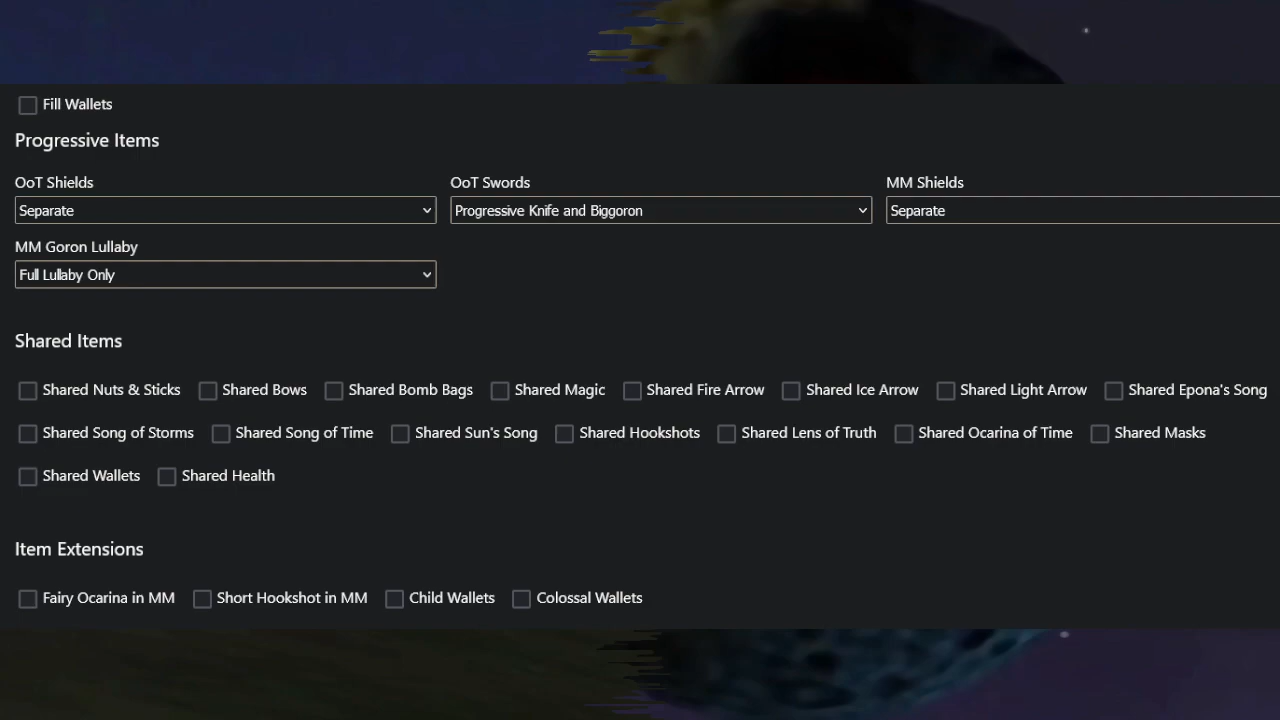 Fill Wallets
Progressive Items
OoT Shields OoT Swords MM Shields
Separate Progressive Knife and Biggoron Separate
MM Goron Lullaby
Full Lullaby Only
Shared Items
Shared Nuts & Sticks Shared Bows Shared Bomb Bags Shared Magic Shared Fire Arrow Shared Ice Arrow Shared Light Arrow Shared Epona's Song
Shared Song of Storms Shared Song of Time Shared Sun's Song Shared Hookshots Shared Lens of Truth Shared Ocarina of Time Shared Masks
Shared Wallets Shared Health
Item Extensions
Fairy Ocarina in MM Short Hookshot in MM Child Wallets Colossal Wallets